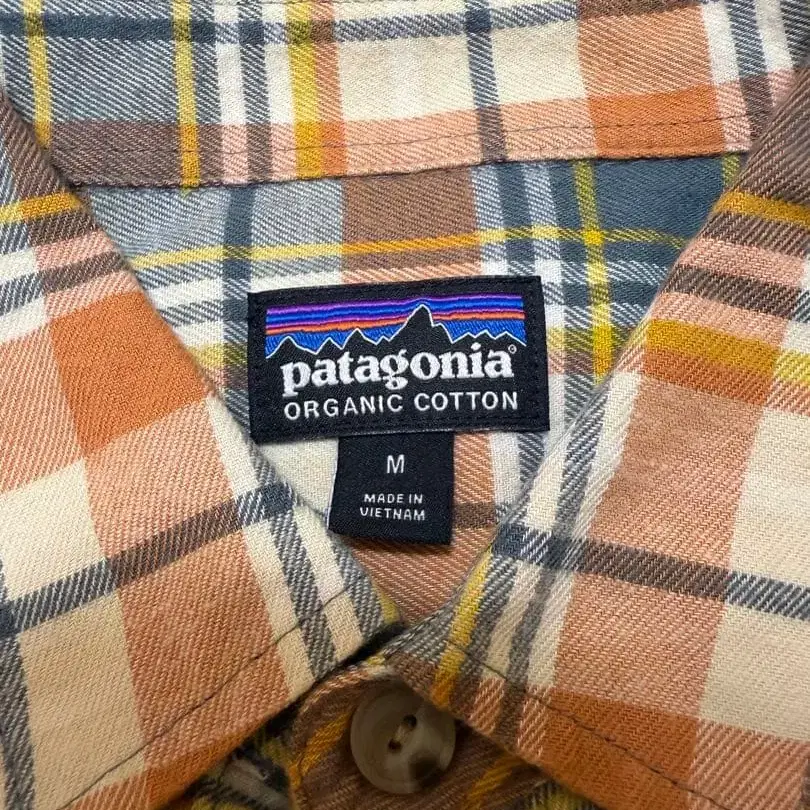 patagonia®
ORGANIC COTTON
M
MADE IN
VIETNAM